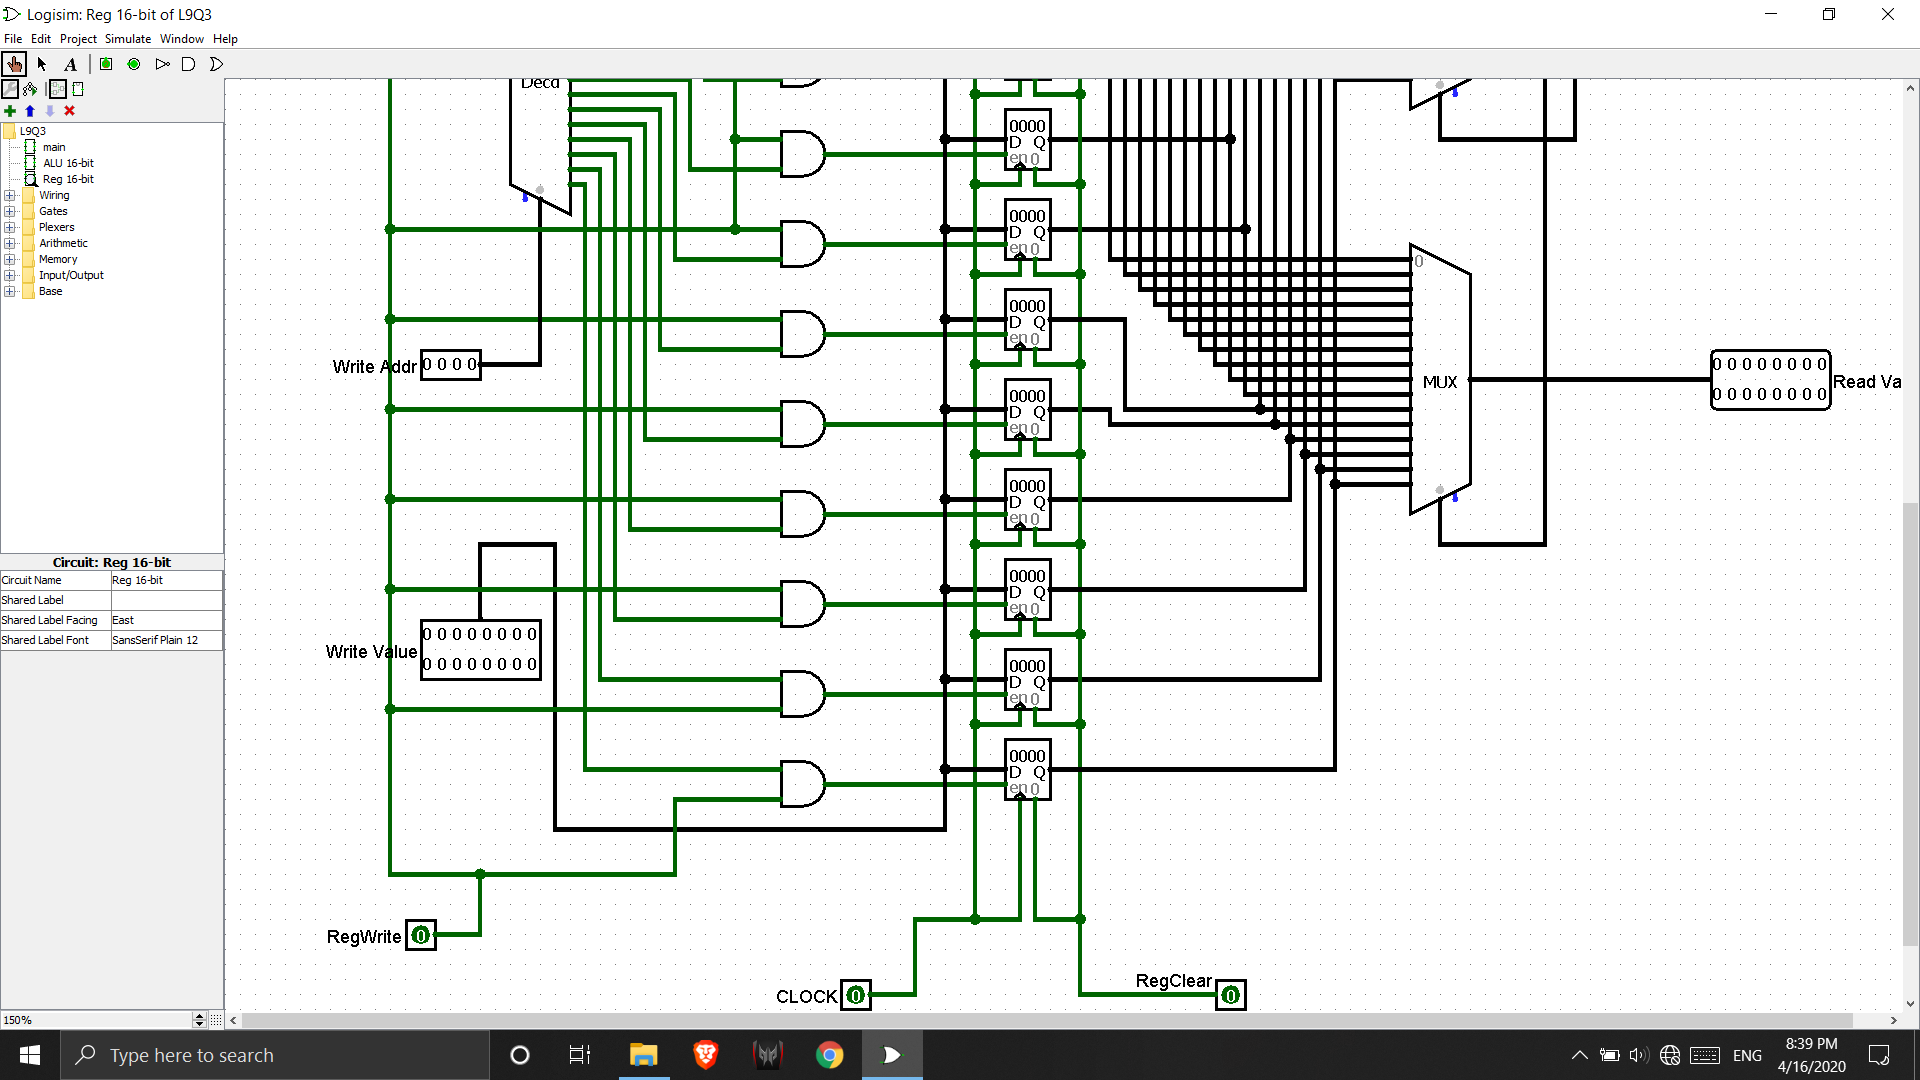 Logisim: Reg 16-bit of L9Q3
File Edit Project Simulate Window Help
A
L9Q3
main
ALU 16-bit
Reg 16-bit
Wiring
Gates
Plexers
Arithmetic
Memory
Input/Output
Base
Circuit: Reg 16-bit
Circuit Name Reg 16-bit
Shared Label
Shared Label Facing East
Shared Label Font SansSerif Plain 12
150%
Decd
0000
D Q
en 0
0000
D Q
en 0
0000
D Q
en 0
0000
D Q
en 0
0000
D Q
en 0
0000
D Q
en 0
0000
D Q
en 0
0000
D Q
en 0
0
MUX
Write Addr 0 0 0 0
0 0 0 0 0 0 0 0
0 0 0 0 0 0 0 0
Read Va
Write Value
0 0 0 0 0 0 0 0
0 0 0 0 0 0 0 0
RegWrite 0
CLOCK 0
RegClear 0
Type here to search
ENG
8:39 PM
4/16/2020